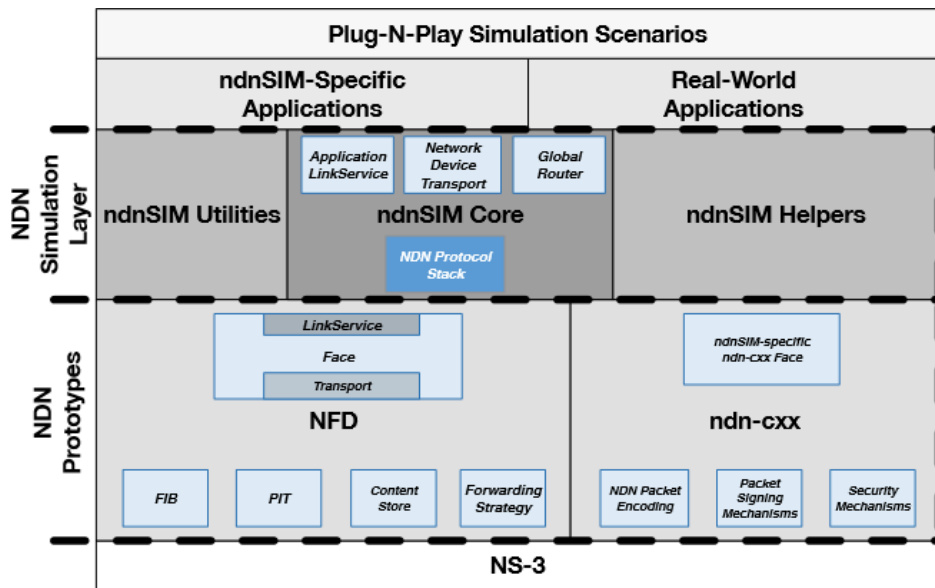 Plug-N-Play Simulation Scenarios
ndnSIM-Specific
Applications
Real-World
Applications
NDN
Simulation
Layer
Application
LinkService
Network
Device
Transport
Global
Router
ndnSIM Utilities
ndnSIM Core
ndnSIM Helpers
NDN Protocol
Stack
NDN
Prototypes
LinkService
Face
Transport
NFD
ndnSIM-specific
ndn-cxx Face
ndn-cxx
FIB
PIT
Content
Store
Forwarding
Strategy
NDN Packet
Encoding
Packet
Signing
Mechanisms
Security
Mechanisms
NS-3